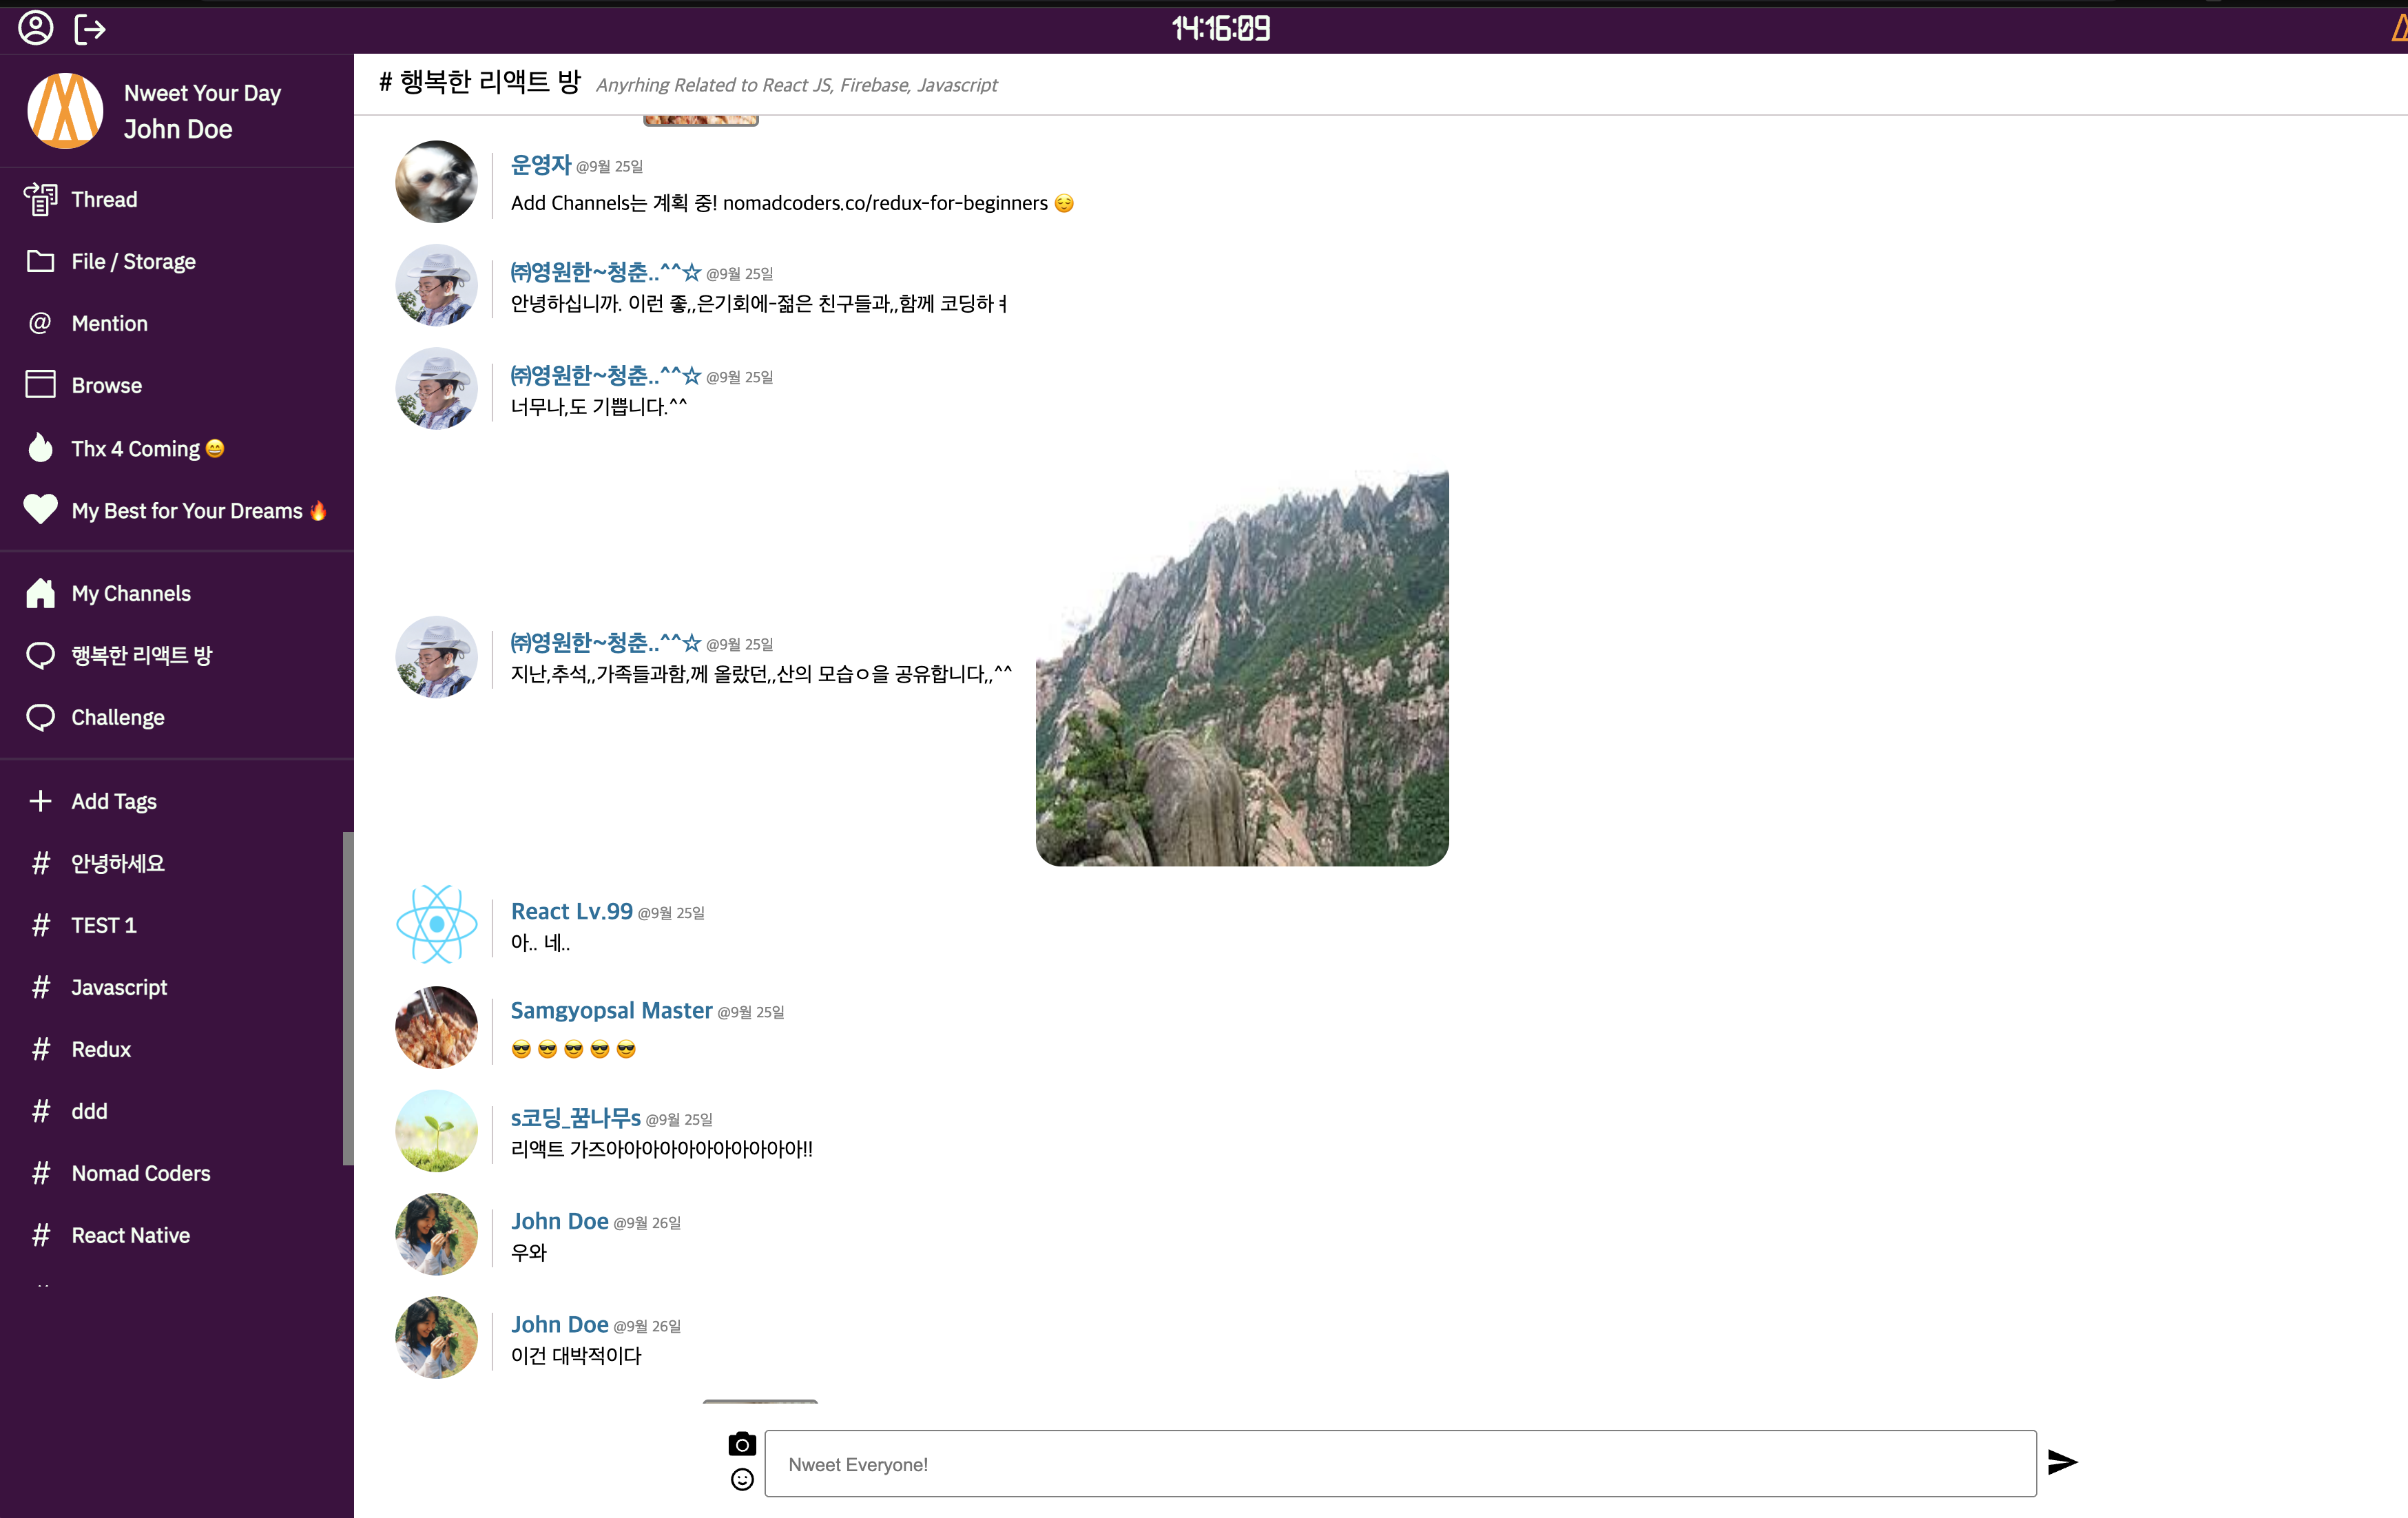 14:16:09
Nweet Your Day
John Doe
Thread
File / Storage
@ Mention
Browse
Thx 4 Coming 😄
My Best for Your Dreams 🔥
My Channels
행복한 리액트 방
Challenge
+ Add Tags
# 안녕하세요
# TEST 1
# Javascript
# Redux
# ddd
# Nomad Coders
# React Native
# 행복한 리액트 방 Anyrhing Related to React JS, Firebase, Javascript
운영자 @9월 25일
Add Channels는 계획 중! nomadcoders.co/redux-for-beginners 😌
㈜영원한~청춘..^^☆ @9월 25일
안녕하십니까. 이런 좋,,은기회에-젊은 친구들과,,함께 코딩하ㅕ
㈜영원한~청춘..^^☆ @9월 25일
너무나,도 기쁩니다.^^
㈜영원한~청춘..^^☆ @9월 25일
지난,추석,,가족들과함,께 올랐던,,산의 모습ㅇ을 공유합니다,,^^
React Lv.99 @9월 25일
아.. 네..
Samgyopsal Master @9월 25일
😎 😎 😎 😎 😎
s코딩_꿈나무s @9월 25일
리액트 가즈아아아아아아아아아아아!!
John Doe @9월 26일
우와
John Doe @9월 26일
이건 대박적이다
Nweet Everyone!